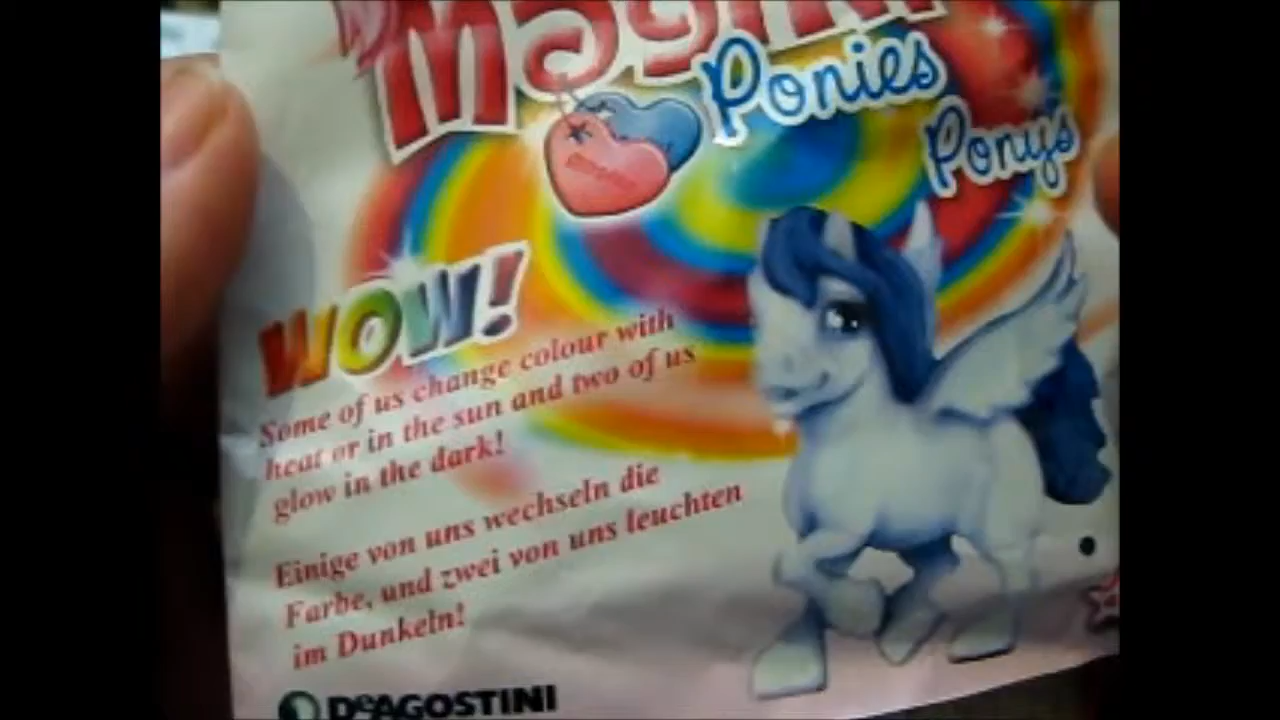 Magiki
Ponies
Ponys
WOW!
Some of us change colour with
heat or in the sun and two of us
glow in the dark!
Einige von uns wechseln die
Farbe, und zwei von uns leuchten
im Dunkeln!
DeAGOSTINI